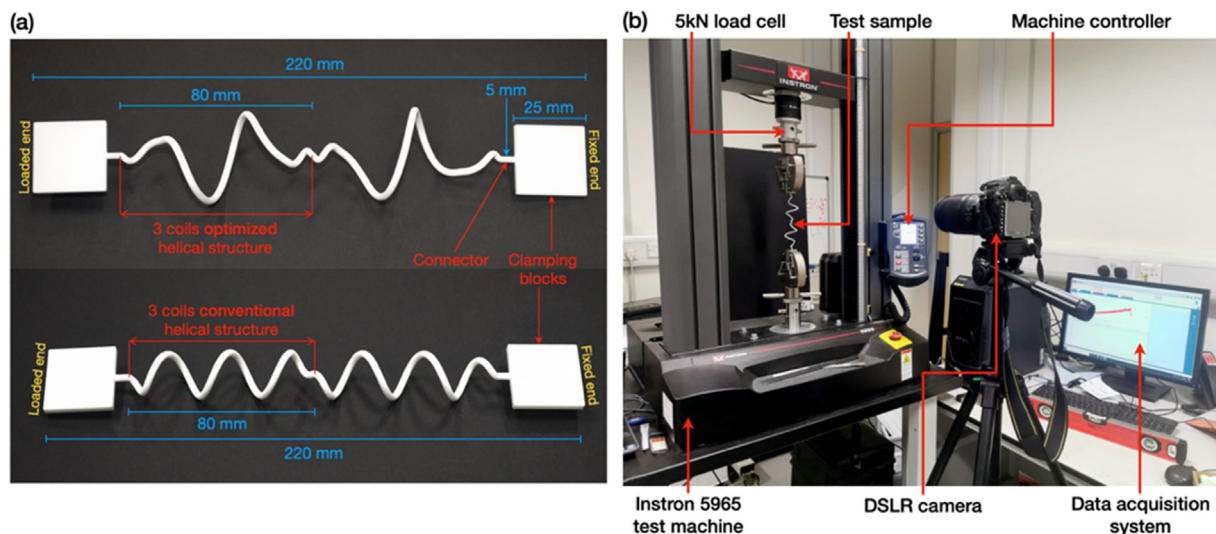 (a)
220 mm
80 mm
5 mm
25 mm
Loaded end
Fixed end
3 coils optimized
helical structure
Connector
Clamping
blocks
3 coils conventional
helical structure
Loaded end
Fixed end
80 mm
220 mm
(b)
5kN load cell
Test sample
Machine controller
INSTRON
Instron 5965
test machine
DSLR camera
Data acquisition
system